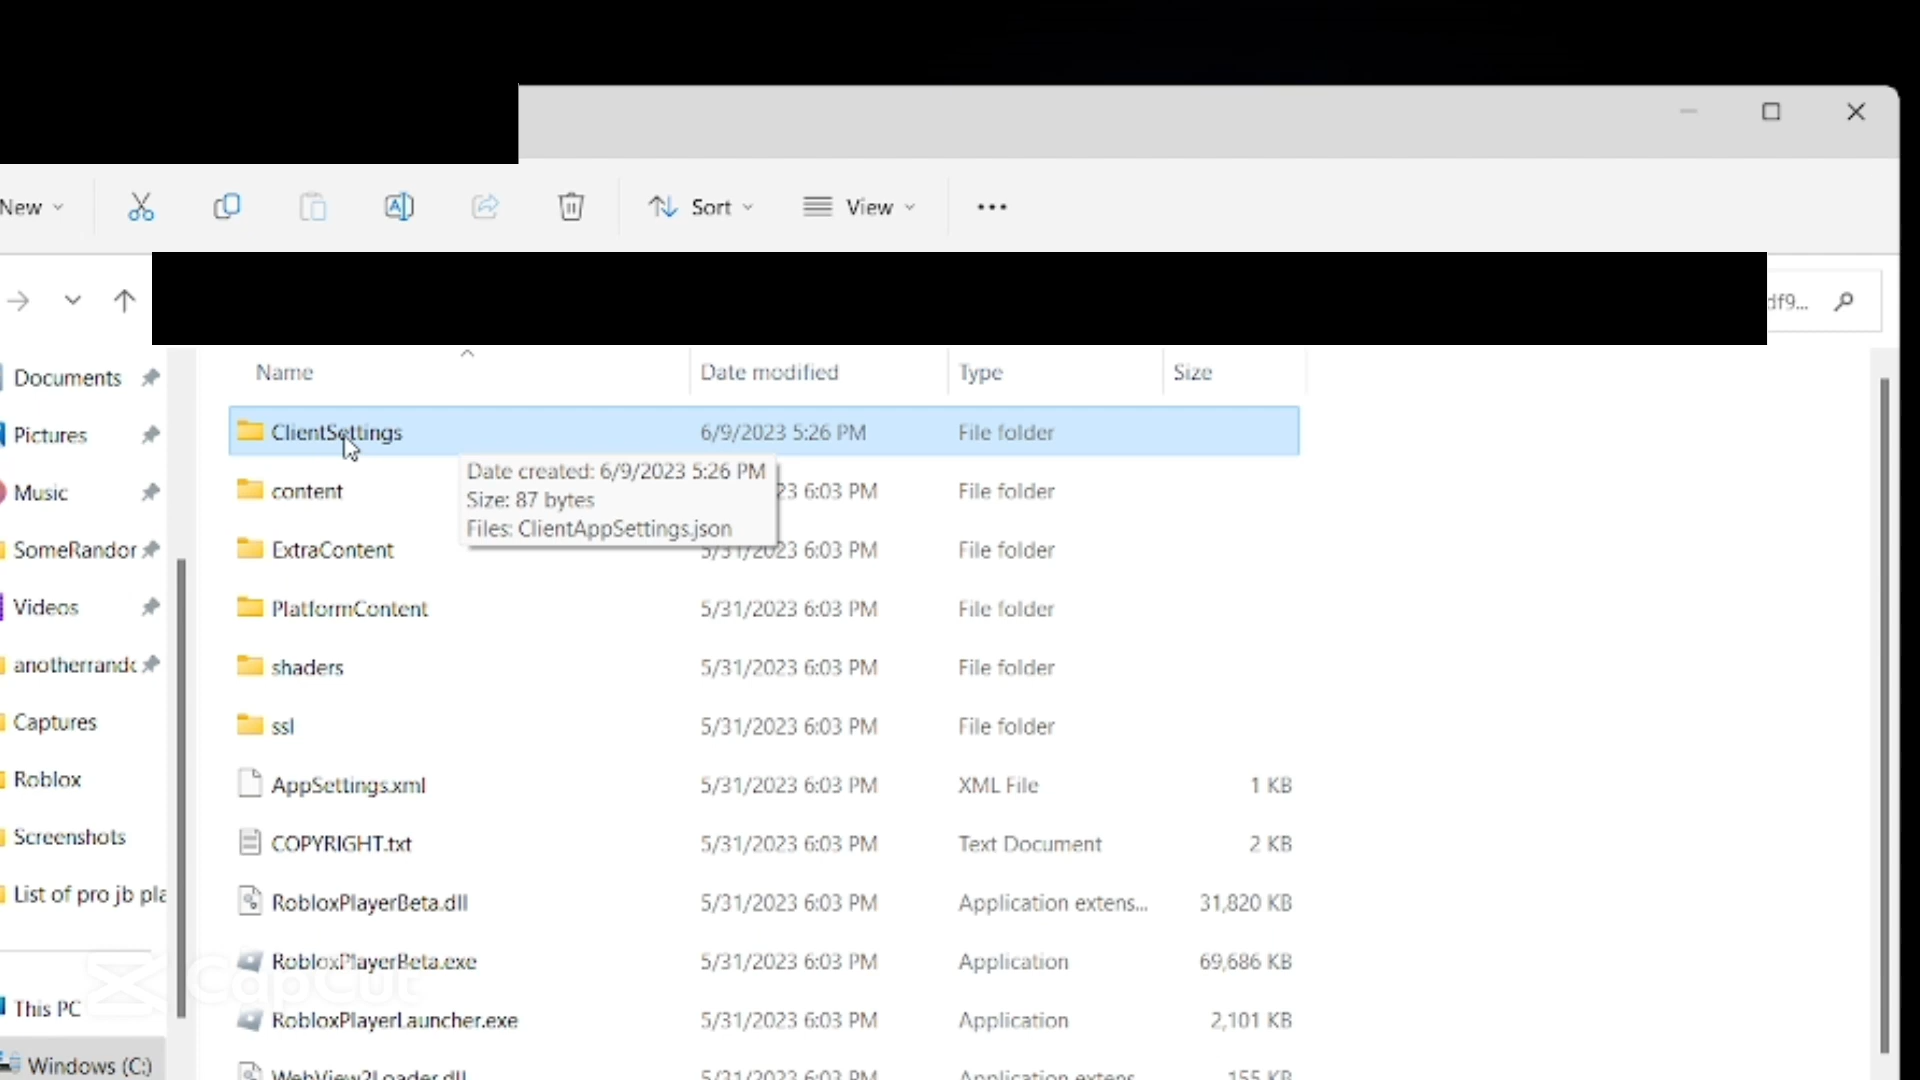 New
Sort
View
df9...
Name Date modified Type Size
Documents
Pictures
Music
SomeRandor
Videos
anotherrandc
Captures
Roblox
Screenshots
List of pro jb pla
This PC
Windows (C:)
ClientSettings 6/9/2023 5:26 PM File folder
Date created: 6/9/2023 5:26 PM
Size: 87 bytes
Files: ClientAppSettings.json
content 23 6:03 PM File folder
ExtraContent 5/31/2023 6:03 PM File folder
PlatformContent 5/31/2023 6:03 PM File folder
shaders 5/31/2023 6:03 PM File folder
ssl 5/31/2023 6:03 PM File folder
AppSettings.xml 5/31/2023 6:03 PM XML File 1 KB
COPYRIGHT.txt 5/31/2023 6:03 PM Text Document 2 KB
RobloxPlayerBeta.dll 5/31/2023 6:03 PM Application extens... 31,820 KB
RobloxPlayerBeta.exe 5/31/2023 6:03 PM Application 69,686 KB
RobloxPlayerLauncher.exe 5/31/2023 6:03 PM Application 2,101 KB
WebView2Loader.dll 5/31/2023 6:03 PM Application extens... 155 KB
CapCut